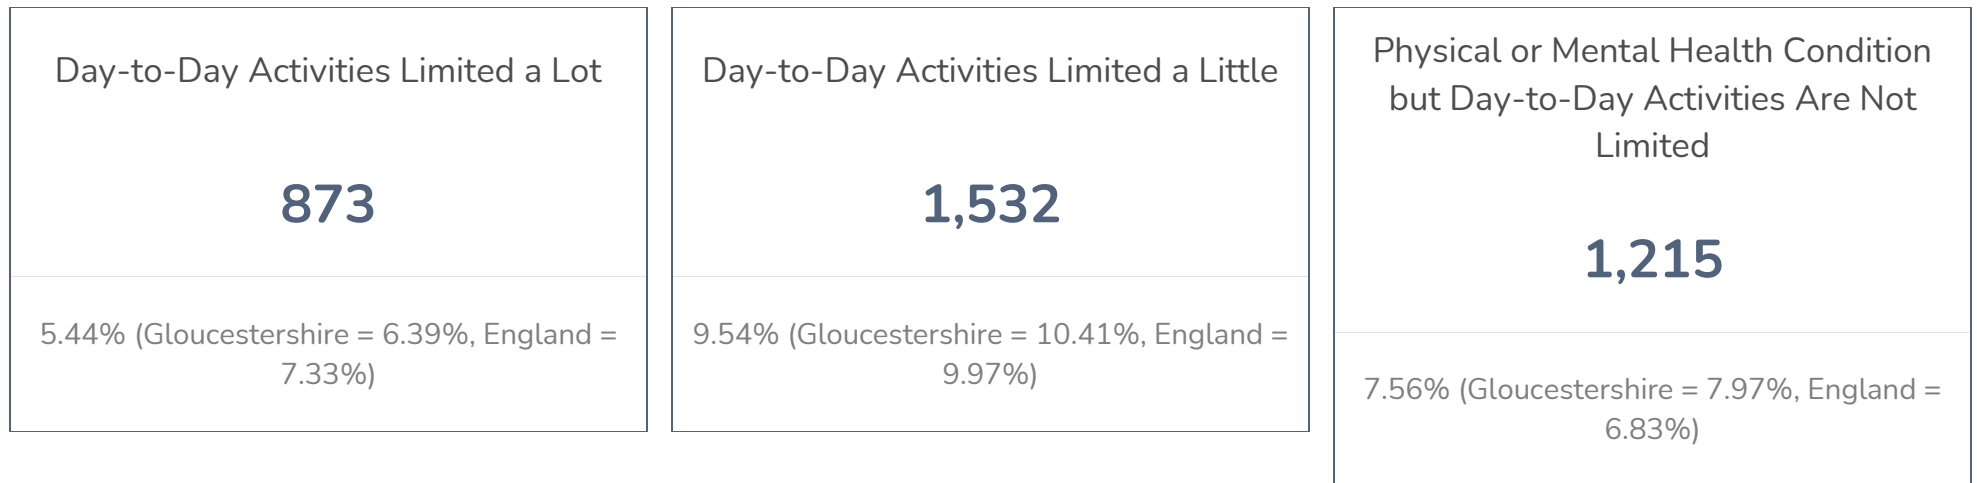 Day-to-Day Activities Limited a Lot
873
5.44% (Gloucestershire = 6.39%, England =
7.33%)
Day-to-Day Activities Limited a Little
1,532
9.54% (Gloucestershire = 10.41%, England =
9.97%)
Physical or Mental Health Condition
but Day-to-Day Activities Are Not
Limited
1,215
7.56% (Gloucestershire = 7.97%, England =
6.83%)